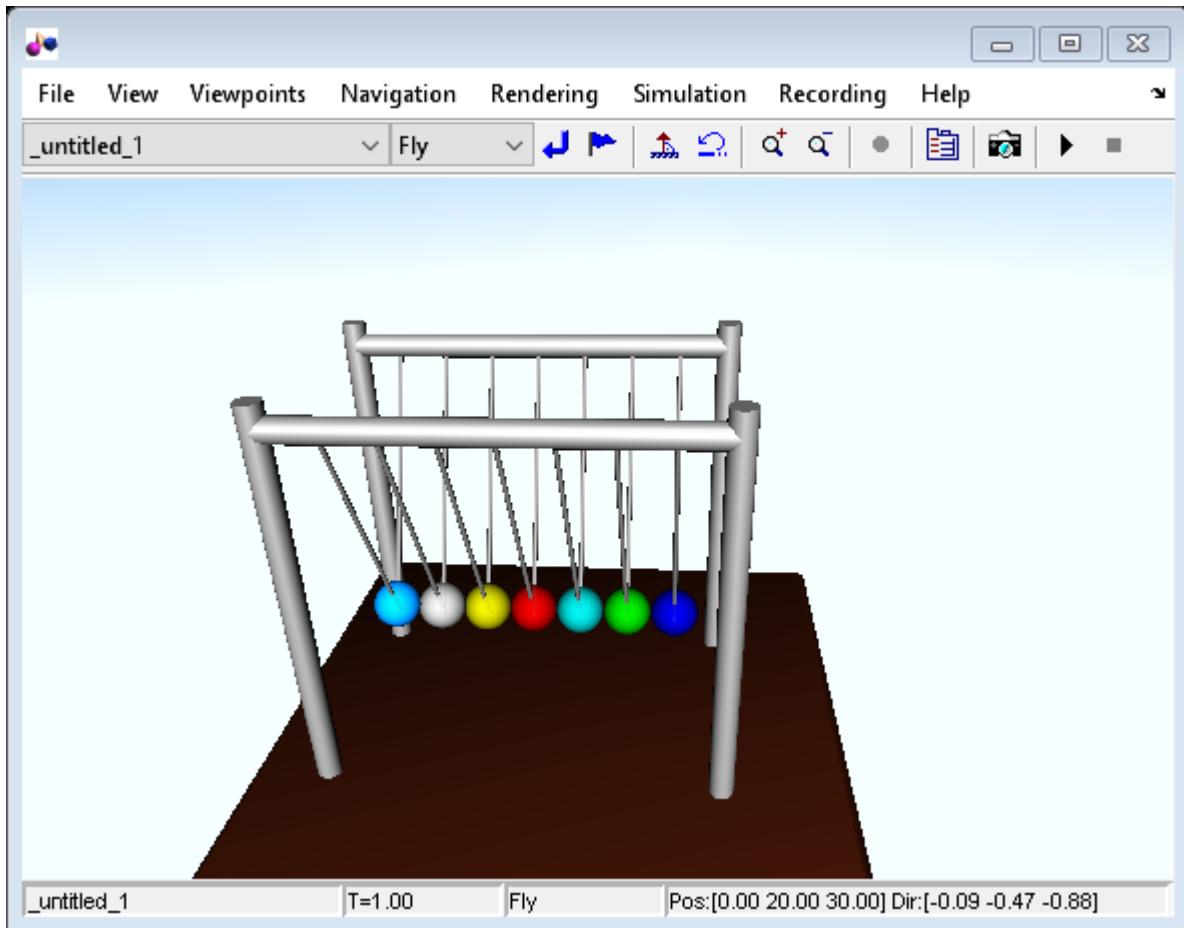 File View Viewpoints Navigation Rendering Simulation Recording Help
_untitled_1 Fly
_untitled_1 T=1.00 Fly Pos:[0.00 20.00 30.00] Dir:[-0.09 -0.47 -0.88]